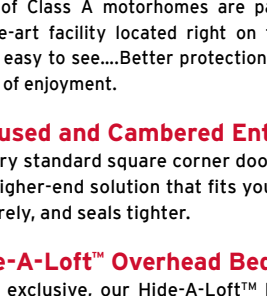 of Class A motorhomes are pa
e-art facility located right on t
easy to see....Better protection
of enjoyment.
used and Cambered Ent
ry standard square corner doo
igher-end solution that fits you
rely, and seals tighter.
e-A-Loft™ Overhead Bed
exclusive, our Hide-A-Loft™